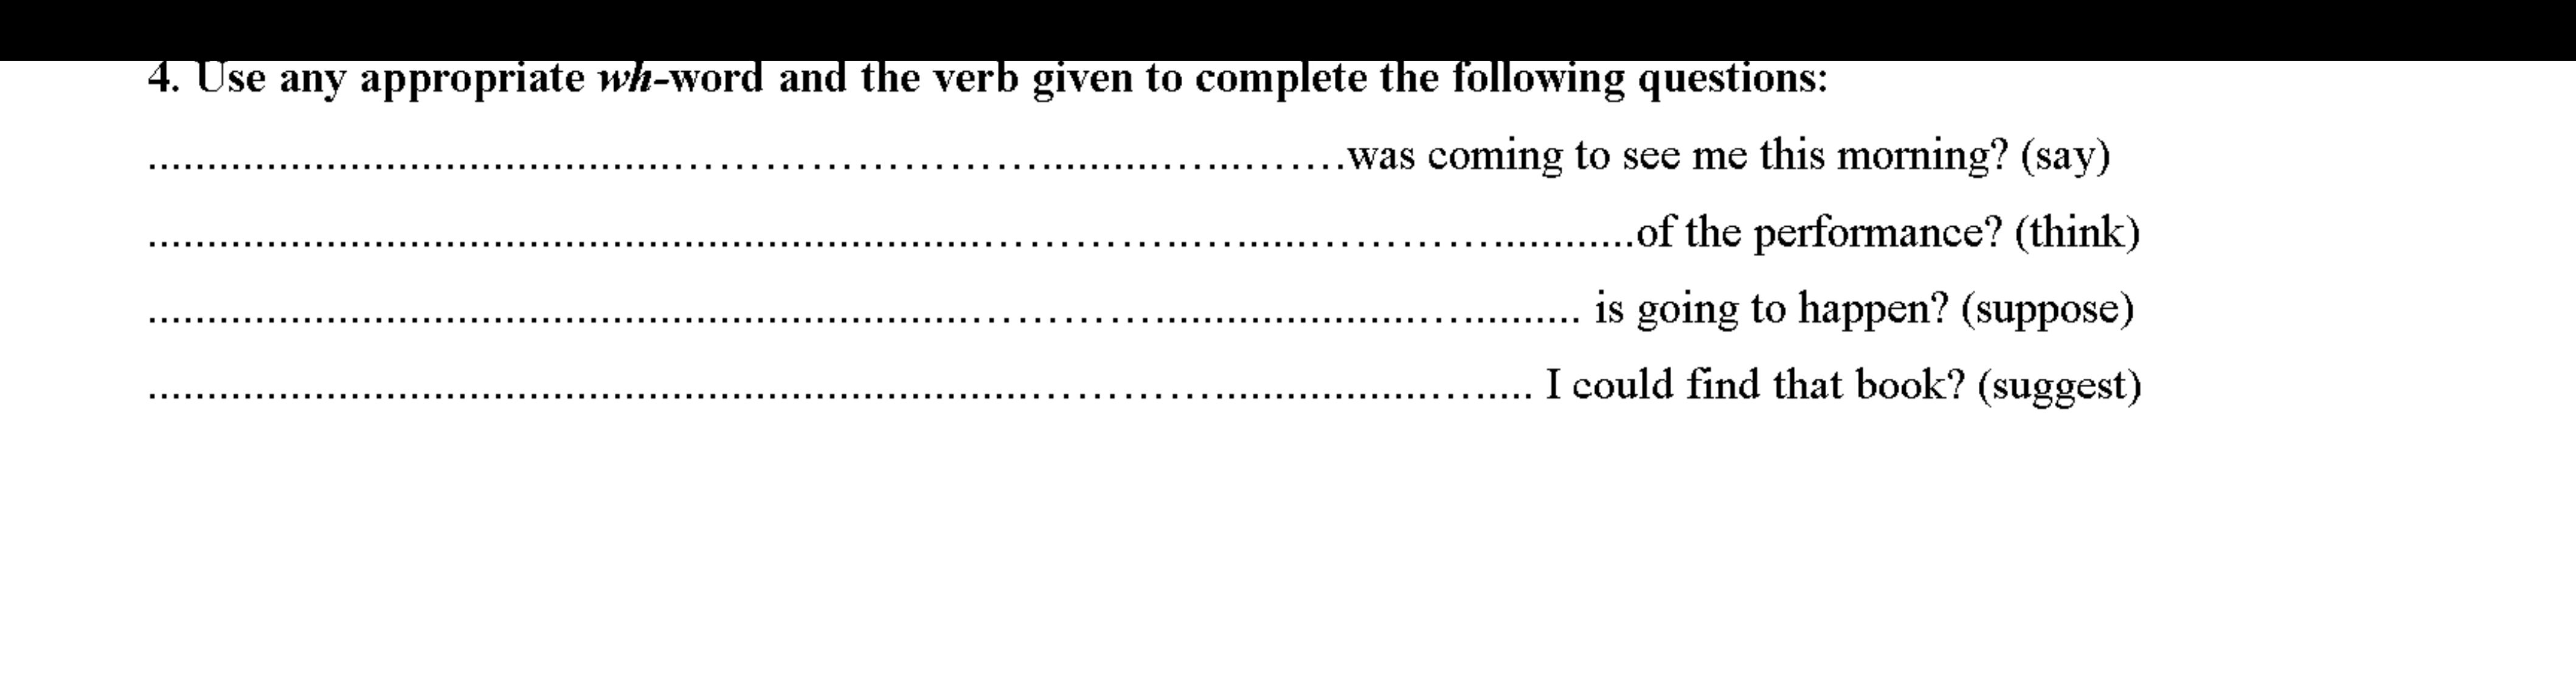 4. Use any appropriate wh-word and the verb given to complete the following questions:
........................................................................................was coming to see me this morning? (say)
........................................................................................................of the performance? (think)
........................................................................................................ is going to happen? (suppose)
........................................................................................................ I could find that book? (suggest)